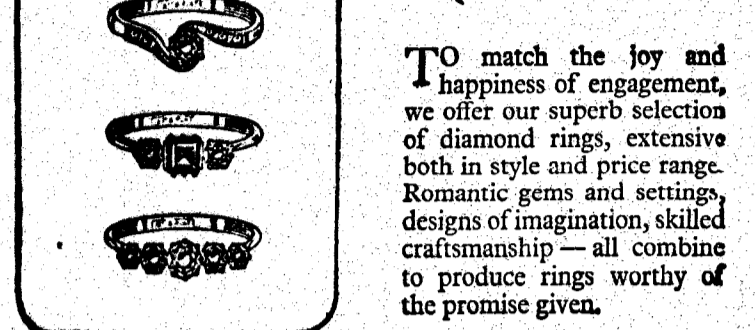 TO match the joy and
happiness of engagement,
we offer our superb selection
of diamond rings, extensive
both in style and price range.
Romantic gems and settings,
designs of imagination, skilled
craftsmanship — all combine
to produce rings worthy of
the promise given.